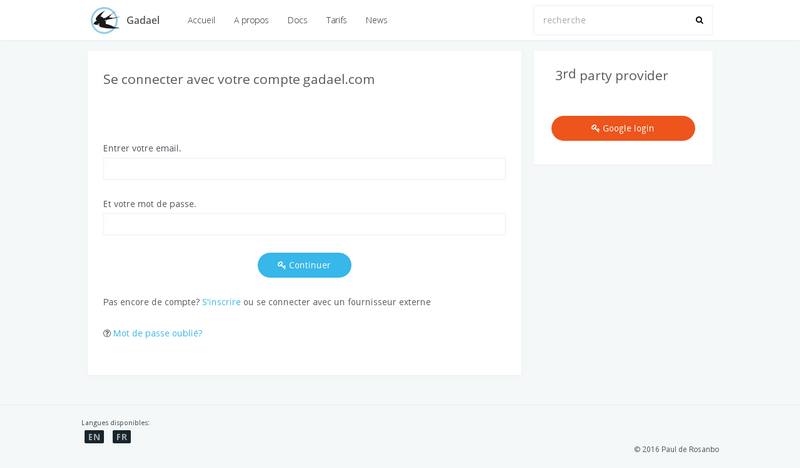 Gadael Accueil A propos Docs Tarifs News recherche
Se connecter avec votre compte gadael.com
Entrer votre email.
Et votre mot de passe.
Continuer
Pas encore de compte? S'inscrire ou se connecter avec un fournisseur externe
Mot de passe oublié?
3rd party provider
Google login
Langues disponibles:
EN FR
© 2016 Paul de Rosanbo